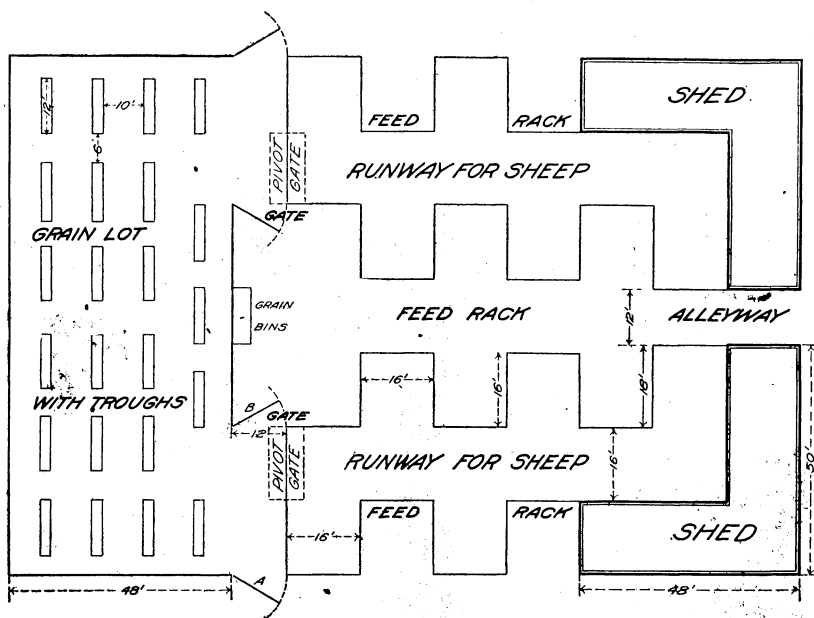 SHED
FEED
RACK
12'
10'
6'
PIVOT
GATE
RUNWAY FOR SHEEP
GATE
GRAIN LOT
GRAIN
BINS
FEED RACK
12'
ALLEYWAY
16'
16'
18'
WITH TROUGHS
B
GATE
12'
PIVOT
GATE
RUNWAY FOR SHEEP
16'
50'
FEED
RACK
SHED
16'
A
48'
48'